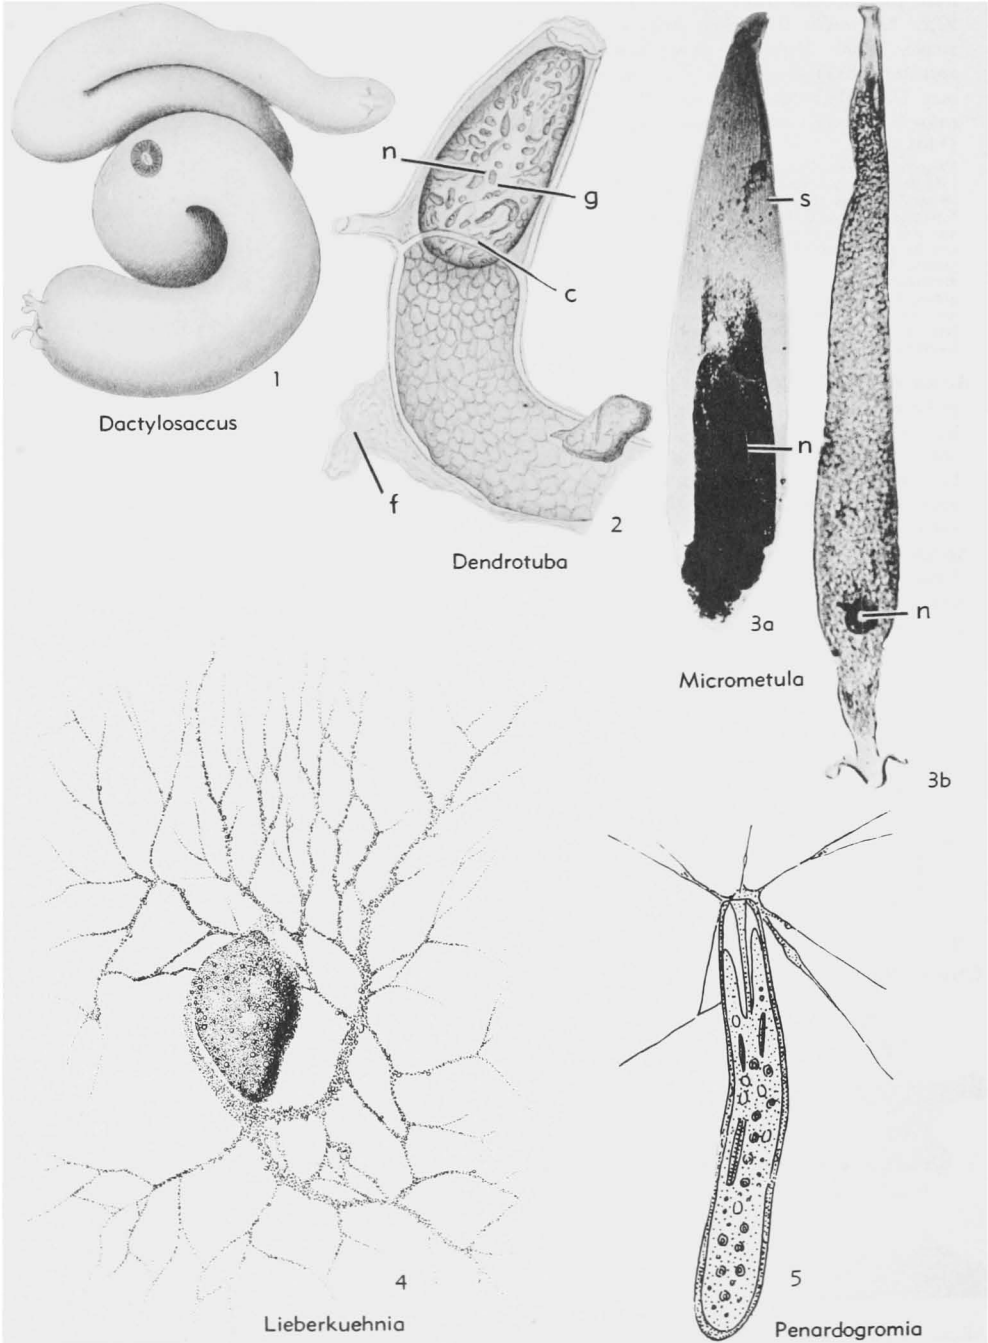 n
g
s
c
1
Dactylosaccus
n
f
2
Dendrotuba
n
3a
Micrometula
3b
4
5
Lieberkuehnia
Penardogromia